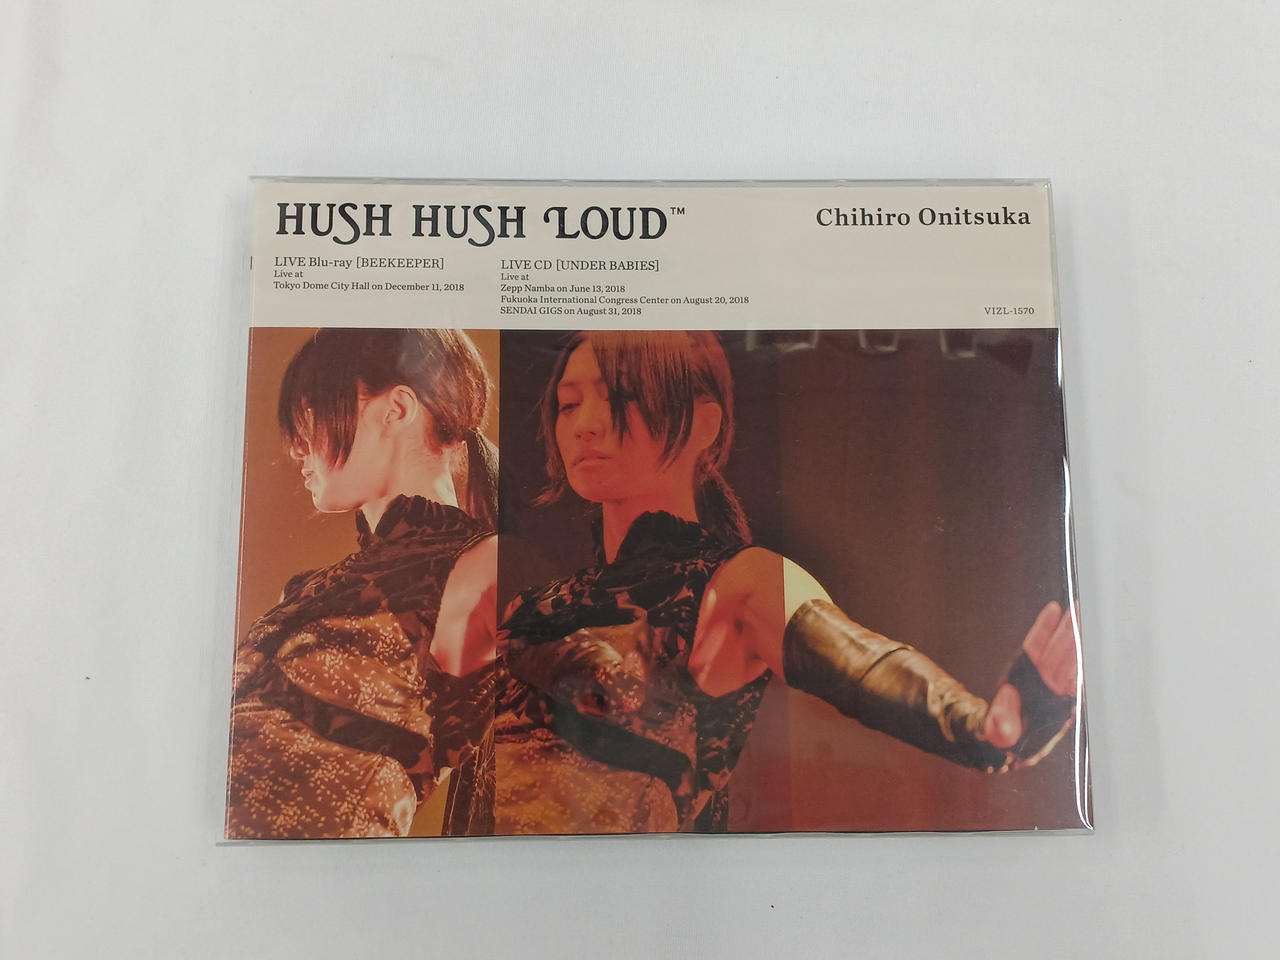 HUSH HUSH LOUD™
Chihiro Onitsuka
LIVE Blu-ray [BEEKEEPER]
Live at
Tokyo Dome City Hall on December 11, 2018
LIVE CD [UNDER BABIES]
Live at
Zepp Namba on June 13, 2018
Fukuoka International Congress Center on August 20, 2018
SENDAI GIGS on August 31, 2018
VIZL-1570